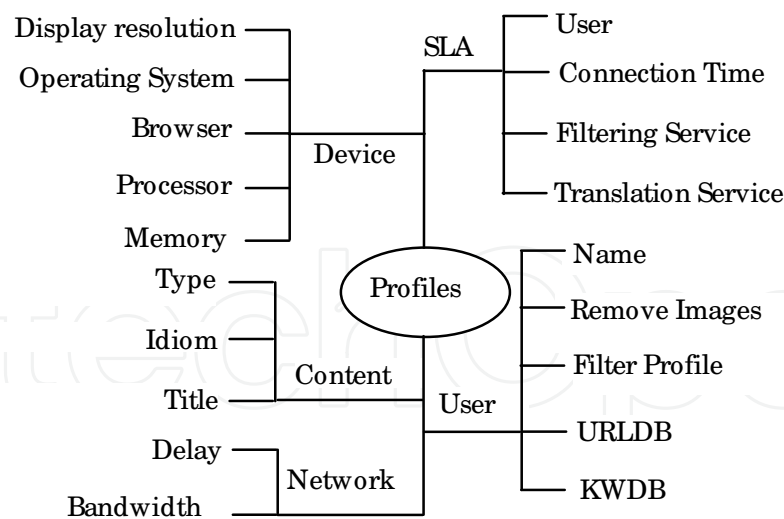 Display resolution
Operating System
Browser
Processor
Memory
Device
SLA
User
Connection Time
Filtering Service
Translation Service
Profiles
Type
Idiom
Title
Content
Delay
Bandwidth
Network
User
Name
Remove Images
Filter Profile
URLDB
KWDB